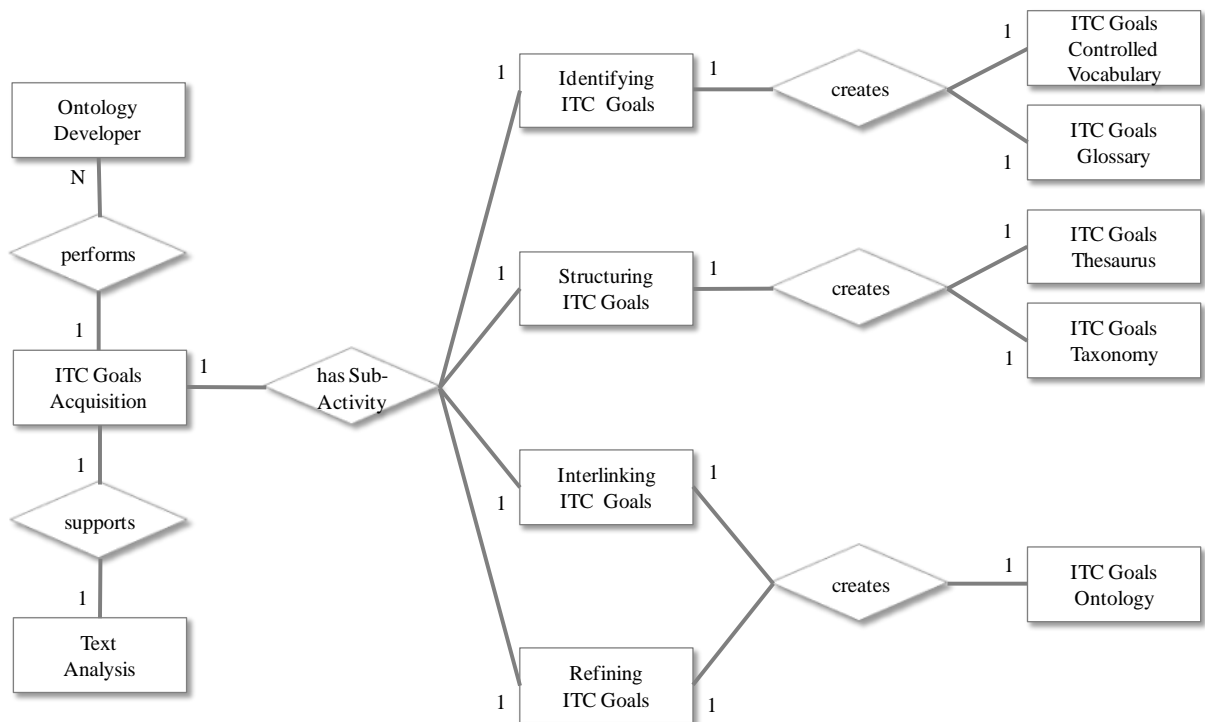 Ontology
Developer
N
performs
1
ITC Goals
Acquisition
1
1
supports
1
Text
Analysis
has Sub-
Activity
1
Identifying
ITC Goals
1
creates
1
ITC Goals
Controlled
Vocabulary
1
ITC Goals
Glossary
1
Structuring
ITC Goals
1
creates
1
ITC Goals
Thesaurus
1
ITC Goals
Taxonomy
1
Interlinking
ITC Goals
1
1
Refining
ITC Goals
1
creates
1
ITC Goals
Ontology